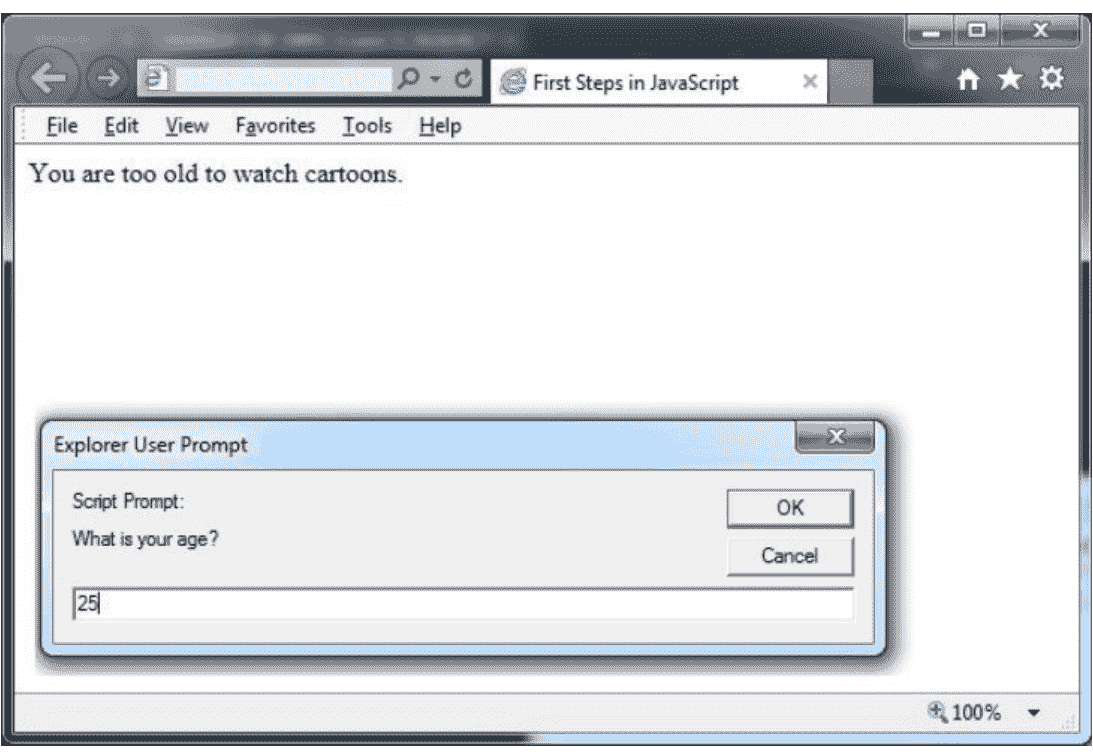 First Steps in JavaScript
File Edit View Favorites Tools Help
You are too old to watch cartoons.
Explorer User Prompt
Script Prompt:
OK
What is your age?
Cancel
25
100%